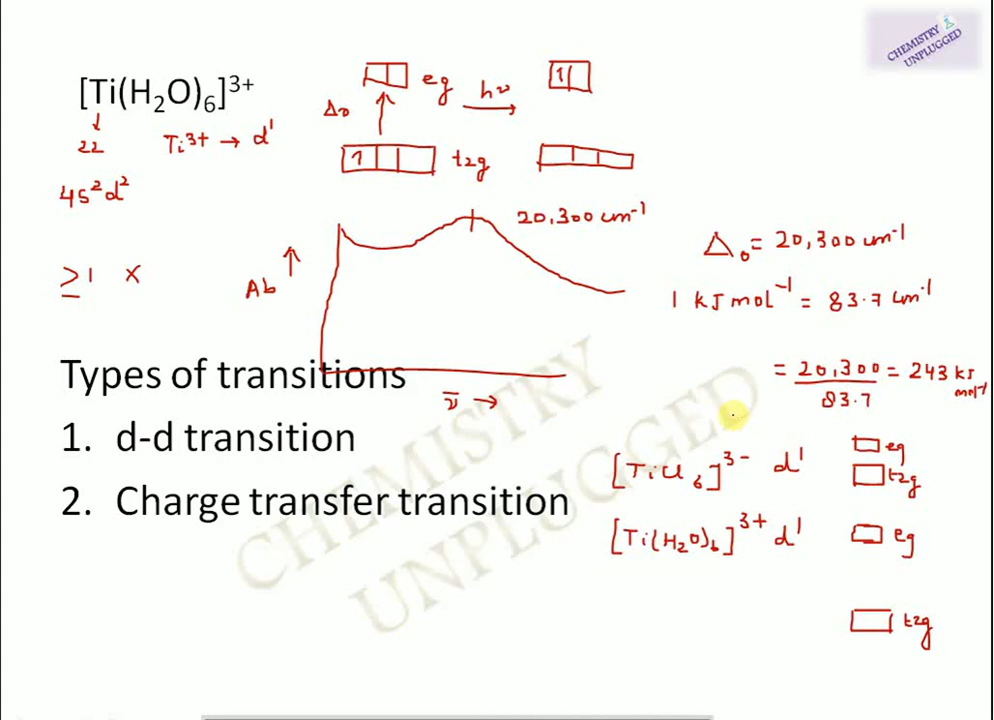 CHEMISTRY
UNPLUGGED
[Ti(H₂O)₆]³⁺
22
Ti³⁺ → d¹
4s²d²
≥1 ×
Δo
eg
hν
1
1
t2g
20,300 cm⁻¹
Ab
ν̄ →
Δo = 20,300 cm⁻¹
1 kJ mol⁻¹ = 83.7 cm⁻¹
= 20,300 / 83.7 = 243 kJ mol⁻¹
Types of transitions
1. d-d transition
2. Charge transfer transition
[TiCl₆]³⁻ d¹
eg
t2g
[Ti(H₂O)₆]³⁺ d¹
eg
t2g
CHEMISTRY
UNPLUGGED